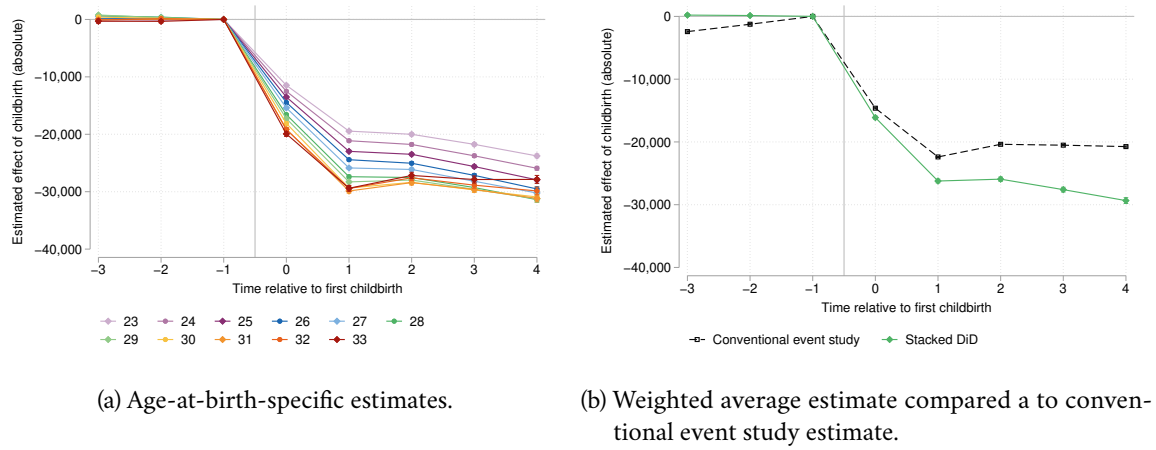 Estimated effect of childbirth (absolute)
0
−10,000
−20,000
−30,000
−40,000
−3 −2 −1 0 1 2 3 4
Time relative to first childbirth
23 24 25 26 27 28
29 30 31 32 33
(a) Age-at-birth-specific estimates.
Estimated effect of childbirth (absolute)
0
−10,000
−20,000
−30,000
−40,000
−3 −2 −1 0 1 2 3 4
Time relative to first childbirth
Conventional event study Stacked DiD
(b) Weighted average estimate compared a to conven-
tional event study estimate.